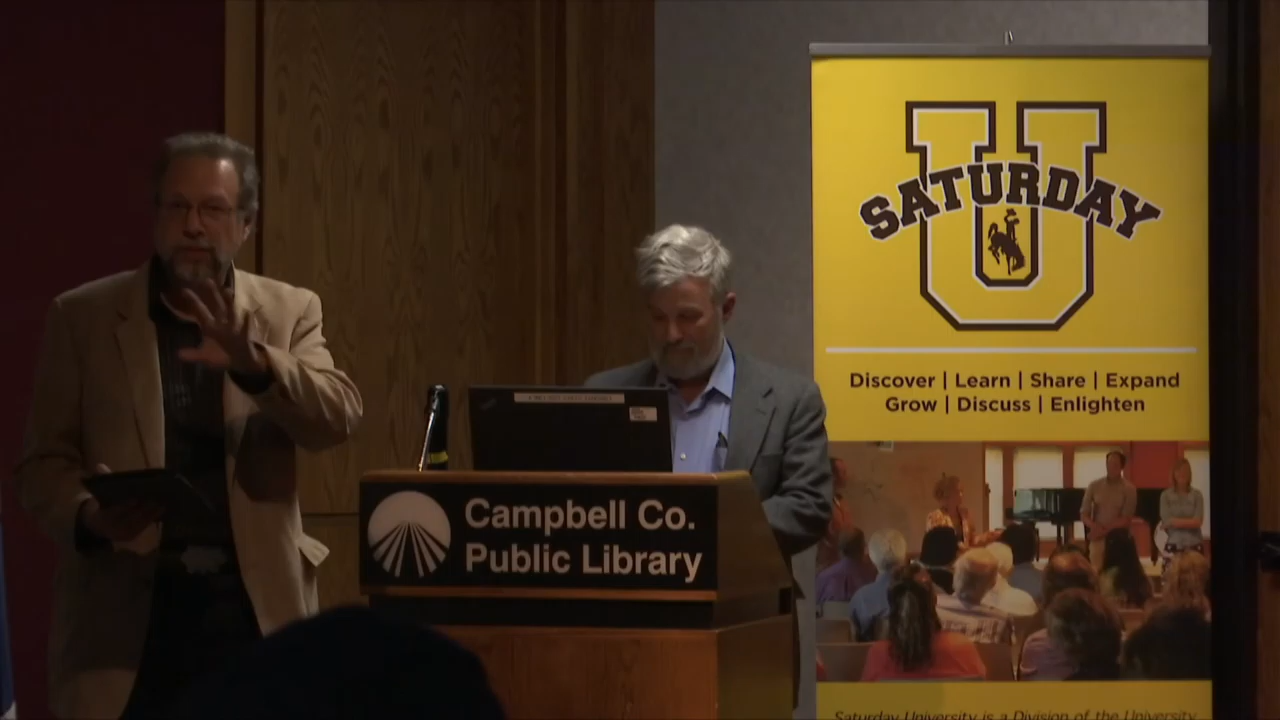 SATURDAY
U
Discover | Learn | Share | Expand
Grow | Discuss | Enlighten
Campbell Co.
Public Library
Saturday University is a Division of the University